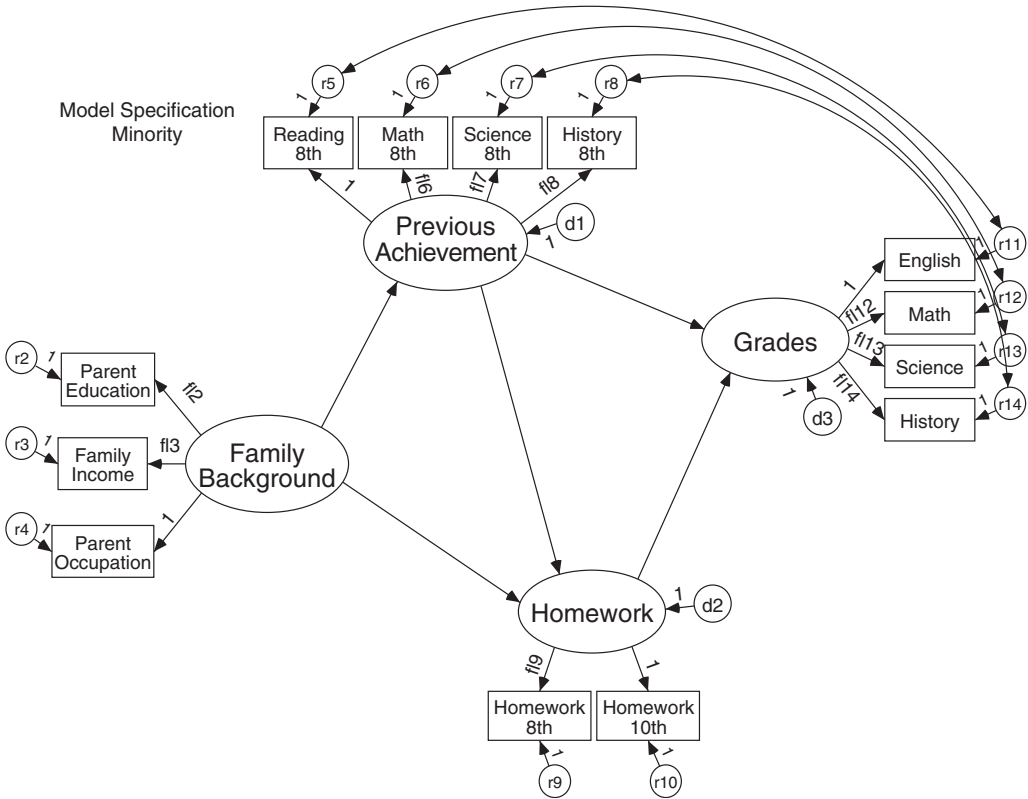 r5
r6
r7
r8
1
1
1
1
Model Specification
Minority
Reading
8th
Math
8th
Science
8th
History
8th
1
fl6
fl7
fl8
Previous
Achievement
d1
1
r11
1
English
1
r12
1
fl12
Math
Grades
fl13
r13
1
Science
fl14
r14
1
History
1
d3
r2
1
Parent
Education
fl2
r3
1
Family
Income
fl3
Family
Background
r4
1
Parent
Occupation
1
Homework
1
d2
fl9
1
Homework
8th
Homework
10th
1
1
r9
r10